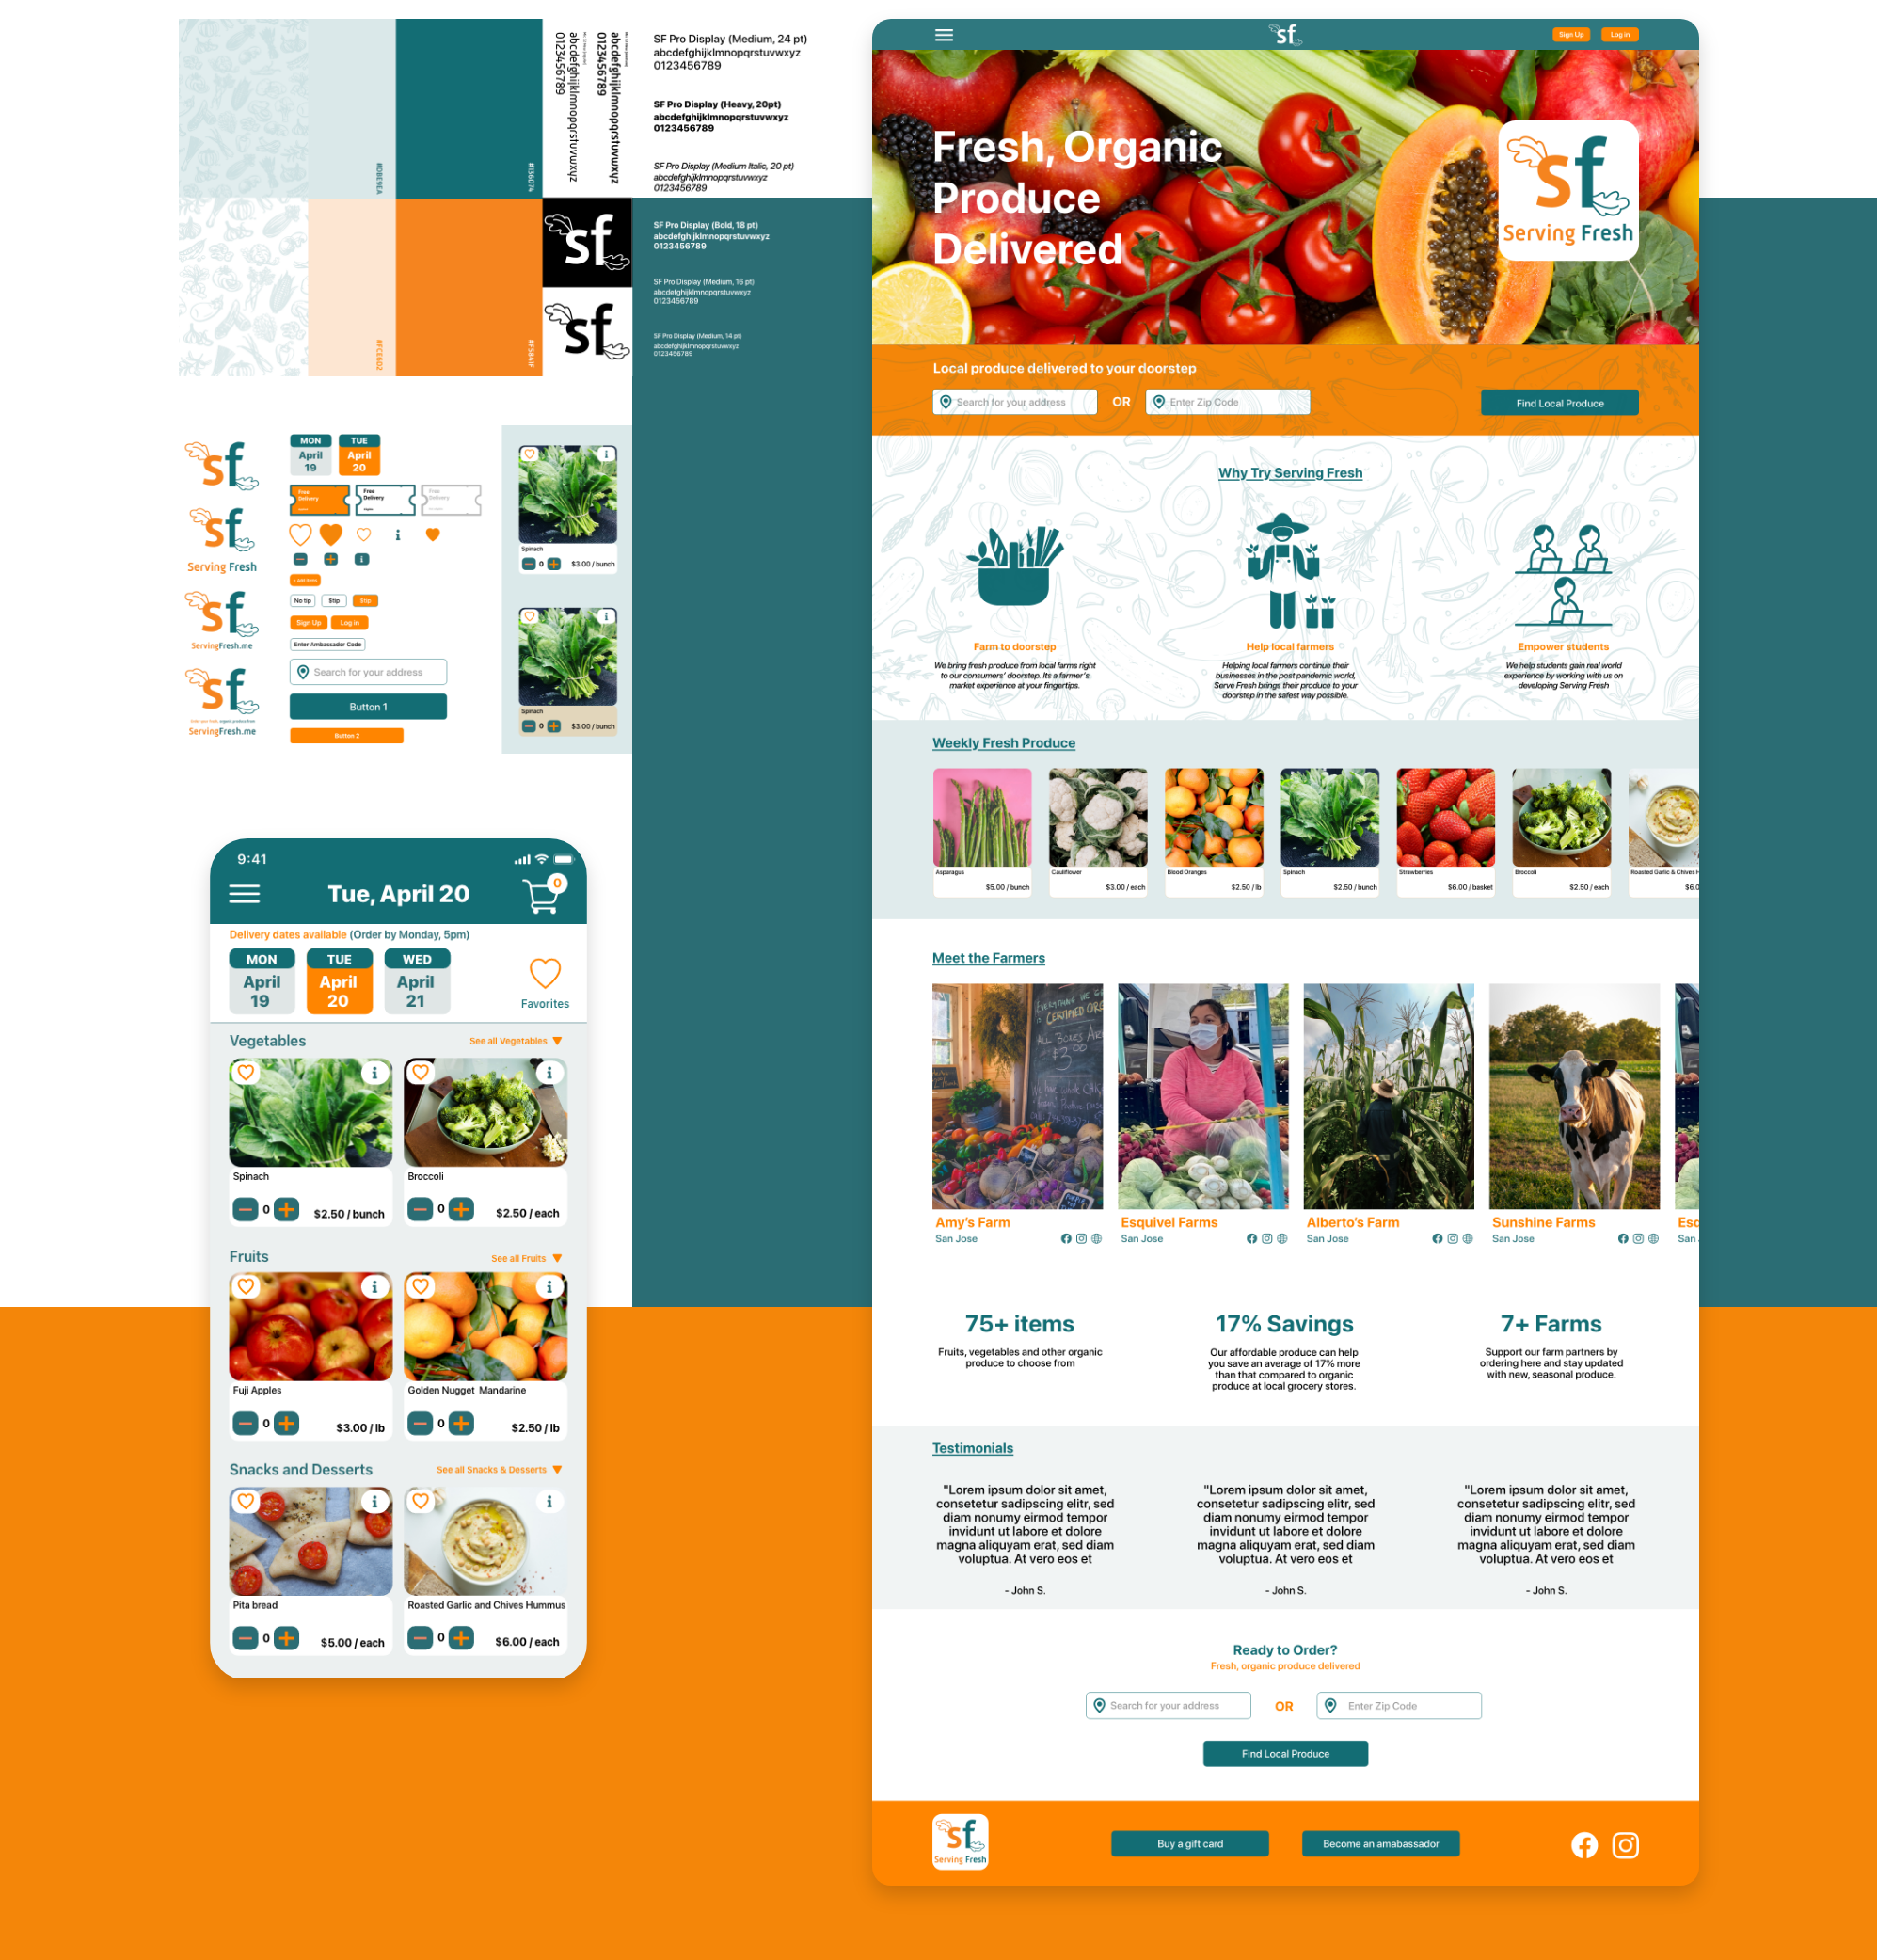 #DBE9EA
#156D74
abcdefghijklmnopqrstuvwxyz
0123456789
abcdefghijklmnopqrstuvwxyz
0123456789
SF Pro Display (Medium, 24 pt)
abcdefghijklmnopqrstuvwxyz
0123456789
SF Pro Display (Heavy, 20pt)
abcdefghijklmnopqrstuvwxyz
0123456789
SF Pro Display (Medium Italic, 20 pt)
abcdefghijklmnopqrstuvwxyz
0123456789
#FCE6D2
#F5841F
sf
sf
SF Pro Display (Bold, 18 pt)
abcdefghijklmnopqrstuvwxyz
0123456789
SF Pro Display (Medium, 16 pt)
abcdefghijklmnopqrstuvwxyz
0123456789
SF Pro Display (Medium, 14 pt)
abcdefghijklmnopqrstuvwxyz
0123456789
sf
sf
Serving Fresh
sf
ServingFresh.me
sf
ServingFresh.me
MON
April
19
TUE
April
20
Free
Delivery
Free
Delivery
Free
Delivery
i
i
+ add items
No tip
$tip
$tip
Sign Up
Log in
Enter Ambassador Code
Search for your address
Button 1
Button 2
i
Spinach
0
$3.00 / bunch
i
Spinach
0
$3.00 / bunch
9:41
Tue, April 20
0
Delivery dates available (Order by Monday, 5pm)
MON
April
19
TUE
April
20
WED
April
21
Favorites
Vegetables
See all Vegetables
i
i
Spinach
0
$2.50 / bunch
Broccoli
0
$2.50 / each
Fruits
See all Fruits
i
i
Fuji Apples
0
$3.00 / lb
Golden Nugget Mandarine
0
$2.50 / lb
Snacks and Desserts
See all Snacks & Desserts
i
i
Pita bread
0
$5.00 / each
Roasted Garlic and Chives Hummus
0
$6.00 / each
sf
Sign Up
Log in
Fresh, Organic
Produce
Delivered
sf
Serving Fresh
Local produce delivered to your doorstep
Search for your address
OR
Enter Zip Code
Find Local Produce
Why Try Serving Fresh
Farm to doorstep
We bring fresh produce from local farms right
to our consumers' doorstep. Its a farmer's
market experience at your fingertips.
Help local farmers
Helping local farmers continue their
businesses in the post pandemic world,
Serve Fresh brings their produce to your
doorstep in the safest way possible.
Empower students
We help students gain real world
experience by working with us on
developing Serving Fresh
Weekly Fresh Produce
Asparagus
$5.00 / bunch
Cauliflower
$3.00 / each
Blood Oranges
$2.50 / lb
Spinach
$2.50 / bunch
Strawberries
$6.00 / basket
Broccoli
$2.50 / each
Roasted Garlic & Chives H
$6.0
Meet the Farmers
CERTIFIED ORG
ALL BOXES ARE
$3.00
Amy's Farm
San Jose
Esquivel Farms
San Jose
Alberto's Farm
San Jose
Sunshine Farms
San Jose
Esq
San
75+ items
Fruits, vegetables and other organic
produce to choose from
17% Savings
Our affordable produce can help
you save an average of 17% more
than that compared to organic
produce at local grocery stores.
7+ Farms
Support our farm partners by
ordering here and stay updated
with new, seasonal produce.
Testimonials
"Lorem ipsum dolor sit amet,
consetetur sadipscing elitr, sed
diam nonumy eirmod tempor
invidunt ut labore et dolore
magna aliquyam erat, sed diam
voluptua. At vero eos et
- John S.
"Lorem ipsum dolor sit amet,
consetetur sadipscing elitr, sed
diam nonumy eirmod tempor
invidunt ut labore et dolore
magna aliquyam erat, sed diam
voluptua. At vero eos et
- John S.
"Lorem ipsum dolor sit amet,
consetetur sadipscing elitr, sed
diam nonumy eirmod tempor
invidunt ut labore et dolore
magna aliquyam erat, sed diam
voluptua. At vero eos et
- John S.
Ready to Order?
Fresh, organic produce delivered
Search for your address
OR
Enter Zip Code
Find Local Produce
sf
Serving Fresh
Buy a gift card
Become an amabassador